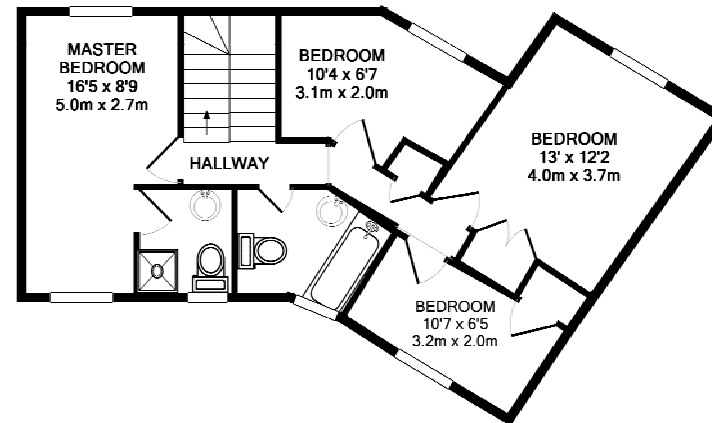 MASTER
BEDROOM
16'5 x 8'9
5.0m x 2.7m
BEDROOM
10'4 x 6'7
3.1m x 2.0m
BEDROOM
13' x 12'2
4.0m x 3.7m
HALLWAY
BEDROOM
10'7 x 6'5
3.2m x 2.0m